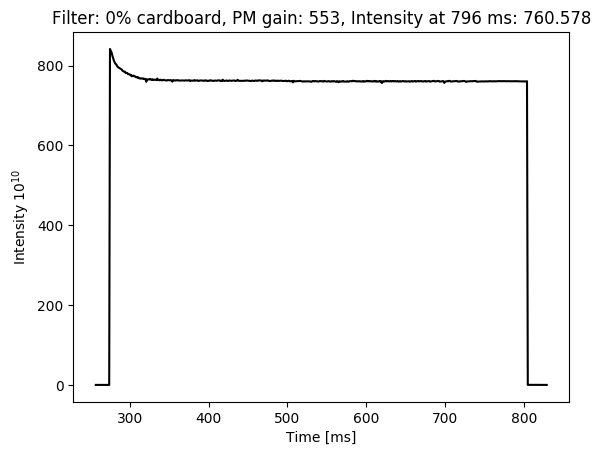 Filter: 0% cardboard, PM gain: 553, Intensity at 796 ms: 760.578
800
600
400
200
0
Intensity 10¹⁰
300 400 500 600 700 800
Time [ms]